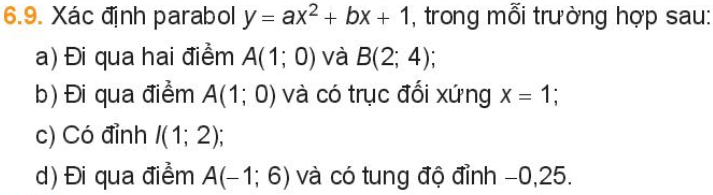 6.9. Xác định parabol y = ax² + bx + 1, trong mỗi trường hợp sau:
a) Đi qua hai điểm A(1; 0) và B(2; 4);
b) Đi qua điểm A(1; 0) và có trục đối xứng x = 1;
c) Có đỉnh I(1; 2);
d) Đi qua điểm A(−1; 6) và có tung độ đỉnh −0,25.